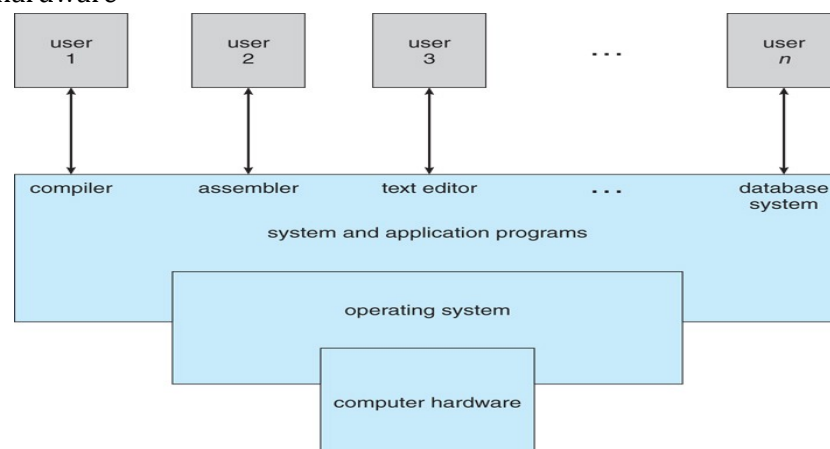 hardware
user
1
user
2
user
3
...
user
n
compiler
assembler
text editor
...
database
system
system and application programs
operating system
computer hardware